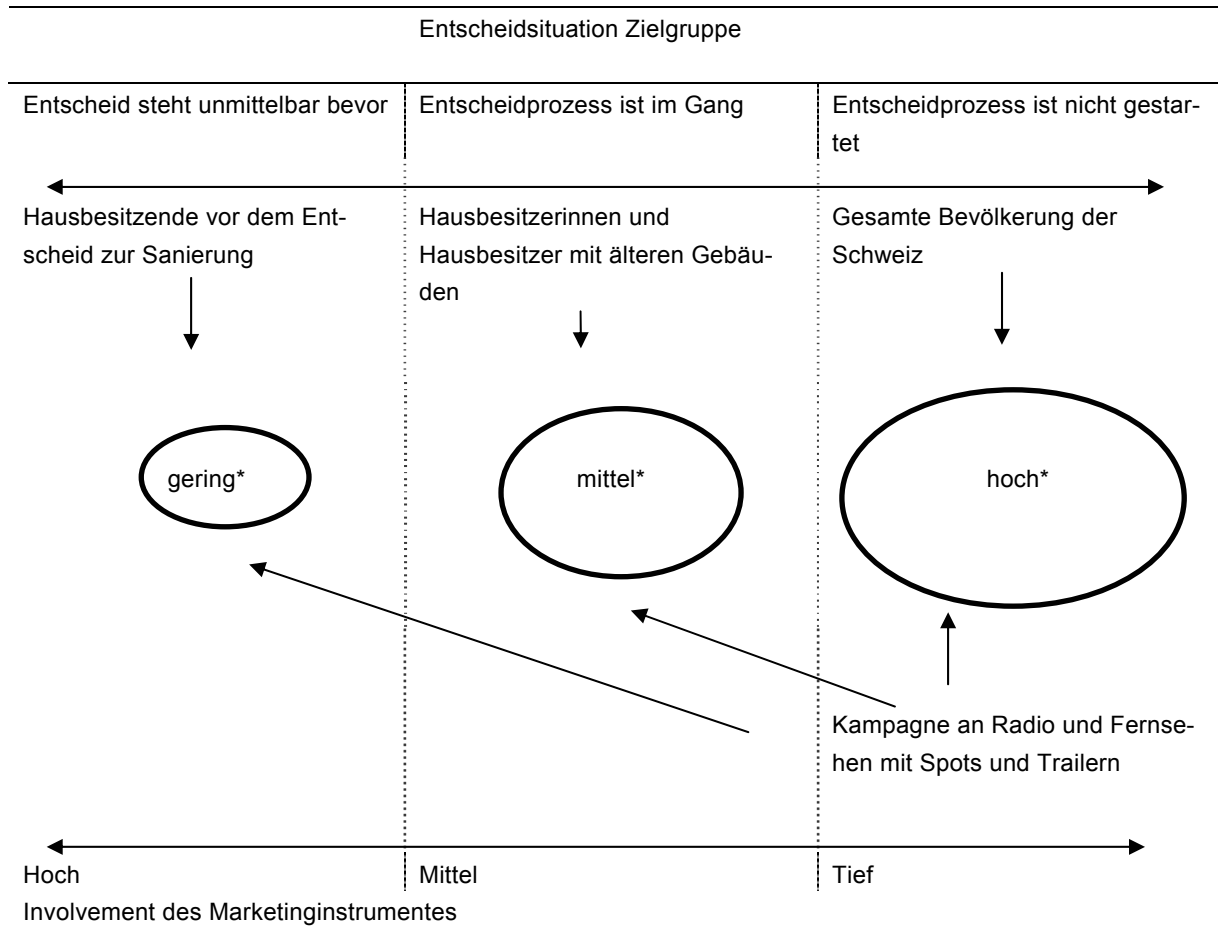 Entscheidsituation Zielgruppe
Entscheid steht unmittelbar bevor
Entscheidprozess ist im Gang
Entscheidprozess ist nicht gestar-
tet
Hausbesitzende vor dem Ent-
scheid zur Sanierung
Hausbesitzerinnen und
Hausbesitzer mit älteren Gebäu-
den
Gesamte Bevölkerung der
Schweiz
gering*
mittel*
hoch*
Kampagne an Radio und Fernse-
hen mit Spots und Trailern
Hoch
Mittel
Tief
Involvement des Marketinginstrumentes